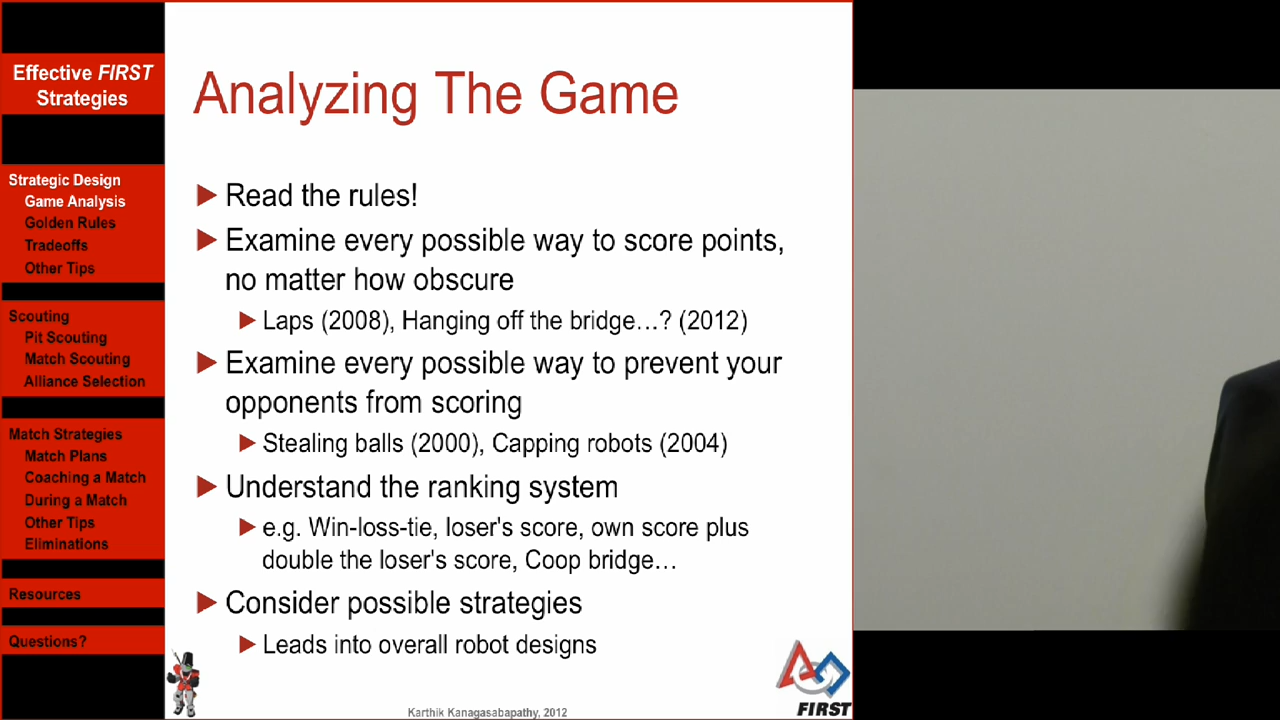 Effective FIRST
Strategies
Strategic Design
Game Analysis
Golden Rules
Tradeoffs
Other Tips
Scouting
Pit Scouting
Match Scouting
Alliance Selection
Match Strategies
Match Plans
Coaching a Match
During a Match
Other Tips
Eliminations
Resources
Questions?
Analyzing The Game
Read the rules!
Examine every possible way to score points,
no matter how obscure
Laps (2008), Hanging off the bridge…? (2012)
Examine every possible way to prevent your
opponents from scoring
Stealing balls (2000), Capping robots (2004)
Understand the ranking system
e.g. Win-loss-tie, loser's score, own score plus
double the loser's score, Coop bridge…
Consider possible strategies
Leads into overall robot designs
Karthik Kanagasabapathy, 2012
FIRST